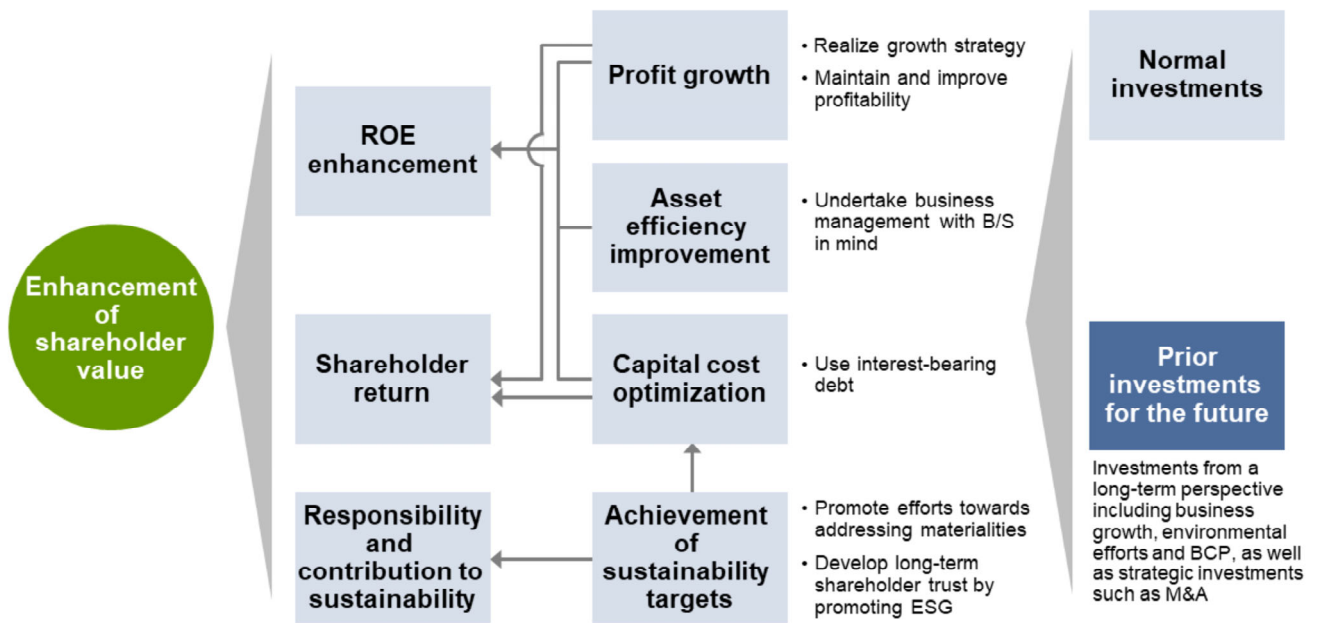 Enhancement
of
shareholder
value
ROE
enhancement
Shareholder
return
Responsibility
and
contribution to
sustainability
Profit growth
Asset
efficiency
improvement
Capital cost
optimization
Achievement
of
sustainability
targets
• Realize growth strategy
• Maintain and improve
profitability
• Undertake business
management with B/S
in mind
• Use interest-bearing
debt
• Promote efforts towards
addressing materialities
• Develop long-term
shareholder trust by
promoting ESG
Normal
investments
Prior
investments
for the future
Investments from a
long-term perspective
including business
growth, environmental
efforts and BCP, as well
as strategic investments
such as M&A